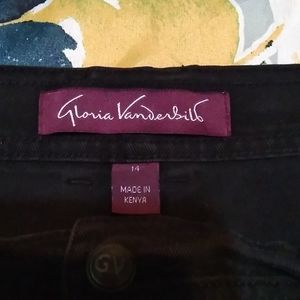 Gloria Vanderbilt
14
MADE IN
KENYA
GV